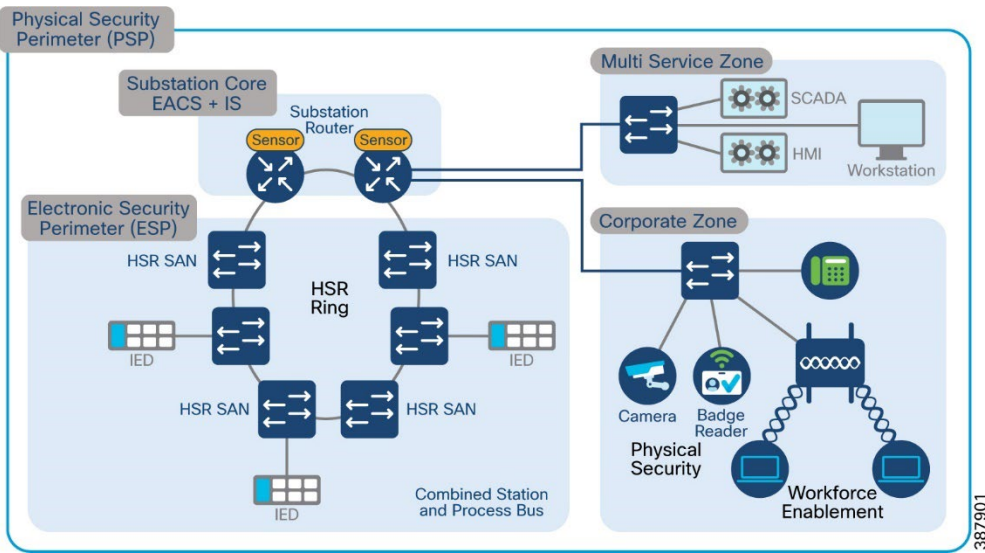 Physical Security
Perimeter (PSP)
Substation Core
EACS + IS
Substation
Router
Sensor
Sensor
Multi Service Zone
SCADA
HMI
Workstation
Electronic Security
Perimeter (ESP)
HSR SAN
HSR SAN
HSR
Ring
IED
IED
HSR SAN
HSR SAN
IED
Combined Station
and Process Bus
Corporate Zone
Camera
Badge
Reader
Physical
Security
Workforce
Enablement
387901